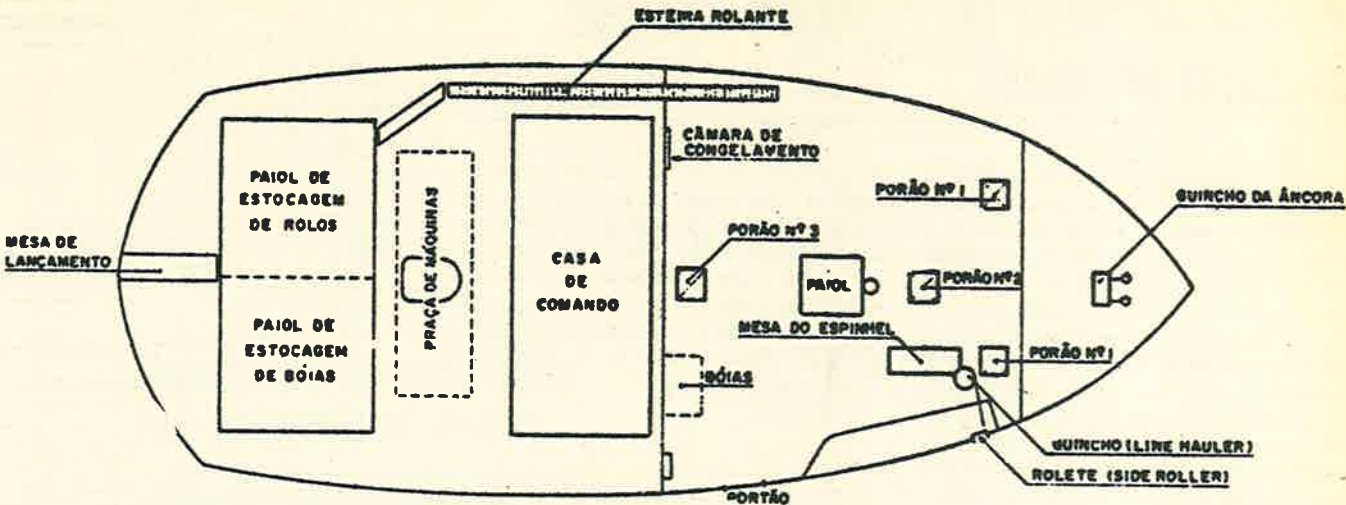 ESTEIRA ROLANTE
CÂMARA DE
CONGELAMENTO
PAIOL DE
ESTOCAGEM
DE ROLOS
PRAÇA DE MÁQUINAS
PORÃO Nº 1
GUINCHO DA ÂNCORA
MESA DE
LANÇAMENTO
PORÃO Nº 3
CASA
DE
COMANDO
PAIOL
PORÃO Nº 2
PAIOL DE
ESTOCAGEM
DE BÓIAS
MESA DO ESPINHEL
PORÃO Nº 1
BÓIAS
GUINCHO (LINE HAULER)
ROLETE (SIDE ROLLER)
PORTÃO